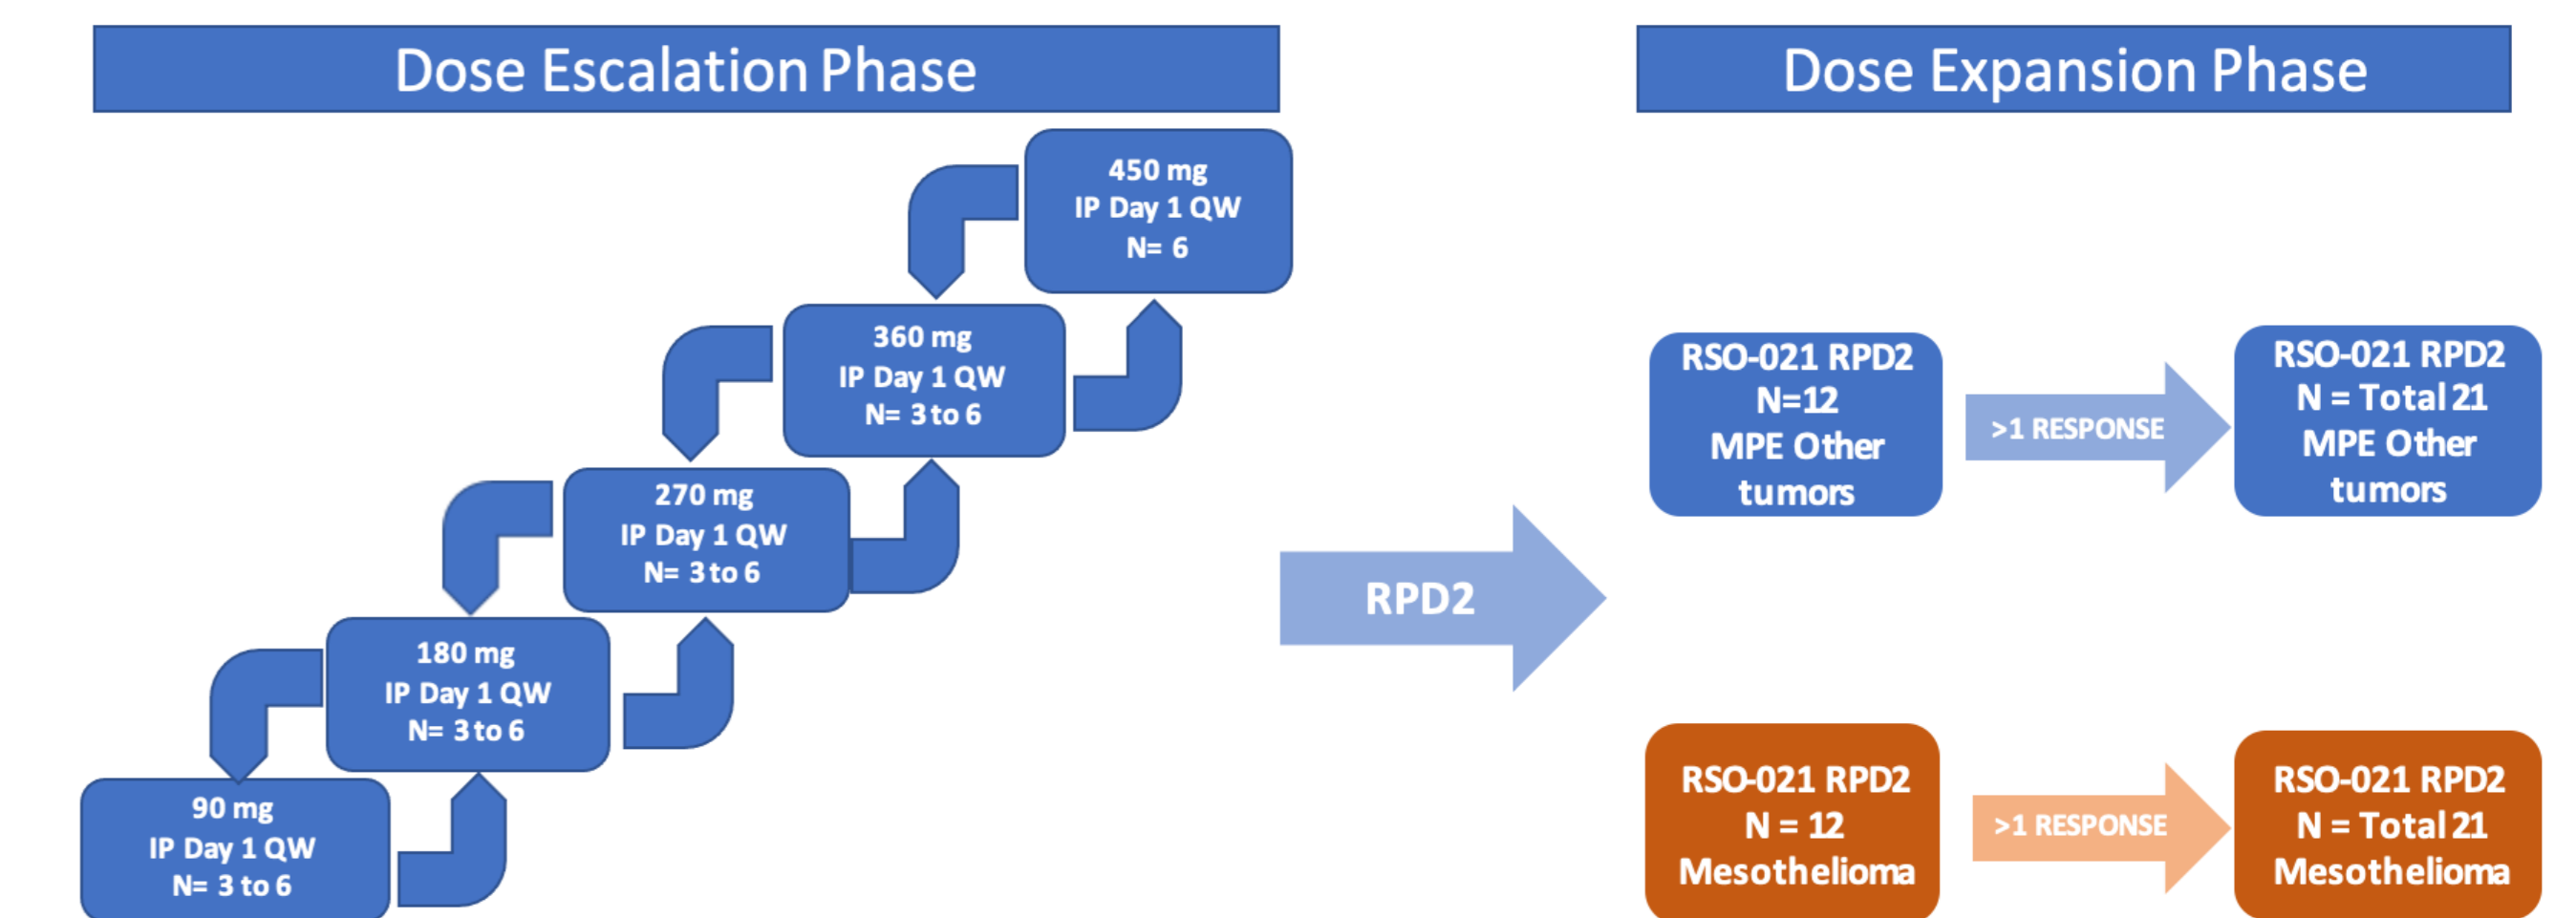 Dose Escalation Phase
450 mg
IP Day 1 QW
N= 6
360 mg
IP Day 1 QW
N= 3 to 6
270 mg
IP Day 1 QW
N= 3 to 6
180 mg
IP Day 1 QW
N= 3 to 6
90 mg
IP Day 1 QW
N= 3 to 6
RPD2
Dose Expansion Phase
RSO-021 RPD2
N=12
MPE Other
tumors
>1 RESPONSE
RSO-021 RPD2
N = Total 21
MPE Other
tumors
RSO-021 RPD2
N = 12
Mesothelioma
>1 RESPONSE
RSO-021 RPD2
N = Total 21
Mesothelioma